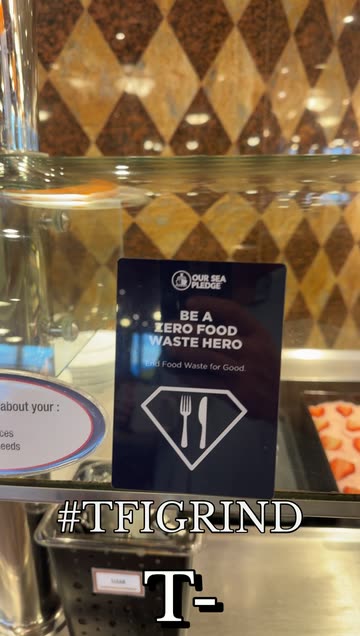 OUR SEA
PLEDGE
BE A
ZERO FOOD
WASTE HERO
End Food Waste for Good.
about your :
ces
eeds
#TFIGRIND
T-